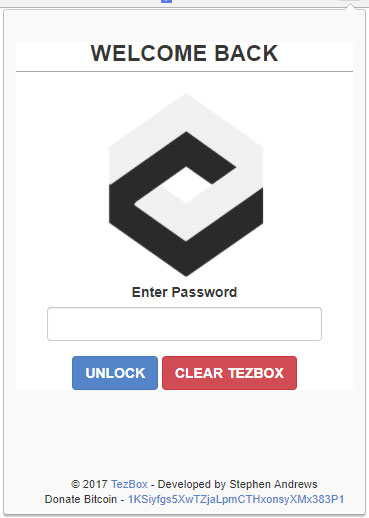 WELCOME BACK
Enter Password
UNLOCK CLEAR TEZBOX
© 2017 TezBox - Developed by Stephen Andrews
Donate Bitcoin - 1KSiyfgs5XwTZjaLpmCTHxonsyXMx383P1